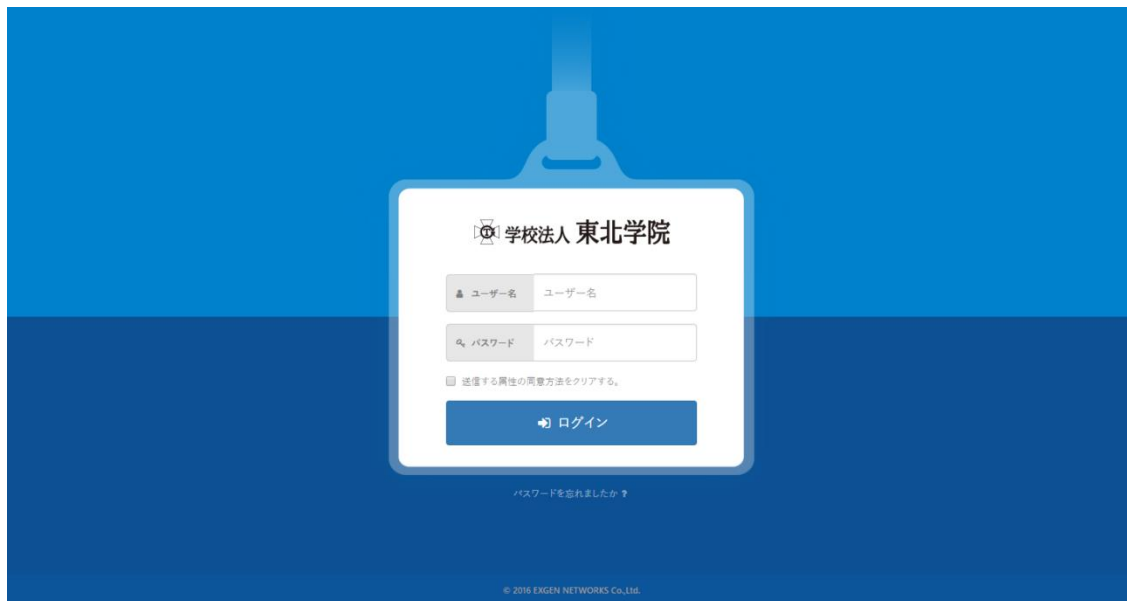 学校法人 東北学院
ユーザー名 ユーザー名
パスワード パスワード
送信する属性の同意方法をクリアする。
ログイン
パスワードを忘れましたか ?
© 2016 EXGEN NETWORKS Co.,Ltd.